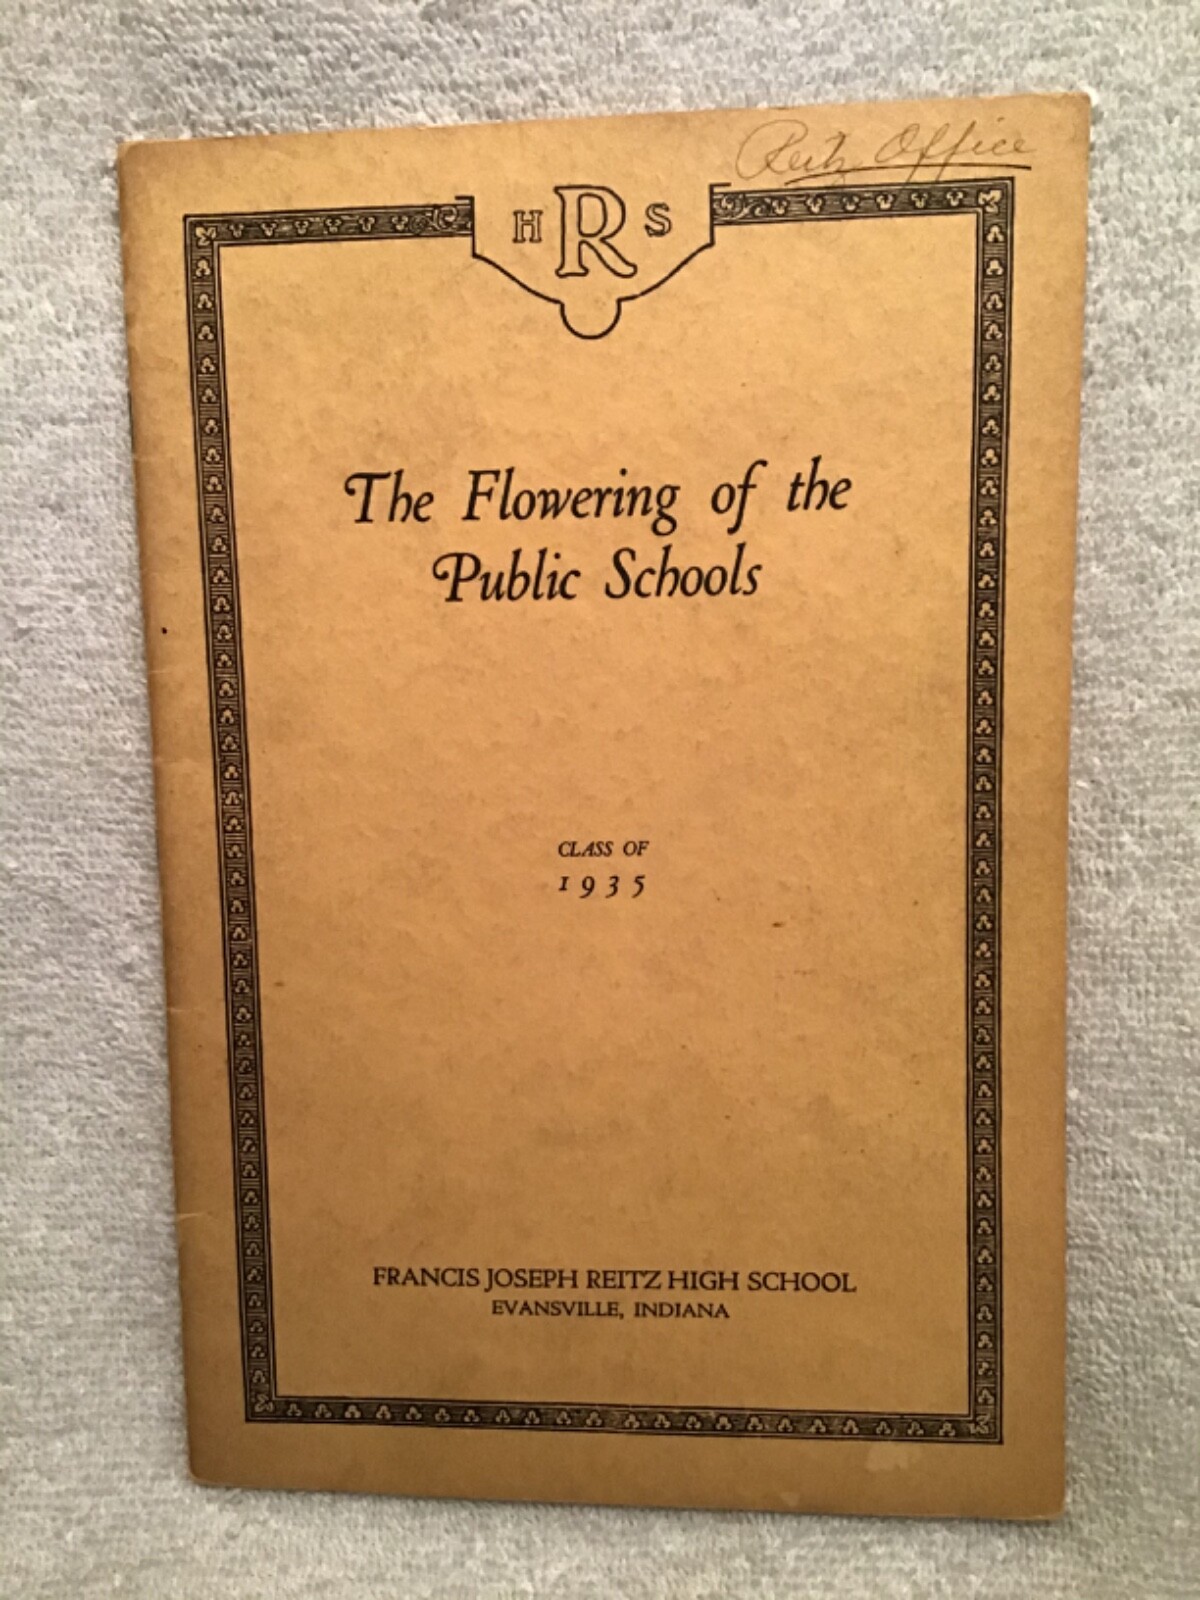 Reitz Office
H R S
The Flowering of the
Public Schools
CLASS OF
1935
FRANCIS JOSEPH REITZ HIGH SCHOOL
EVANSVILLE, INDIANA